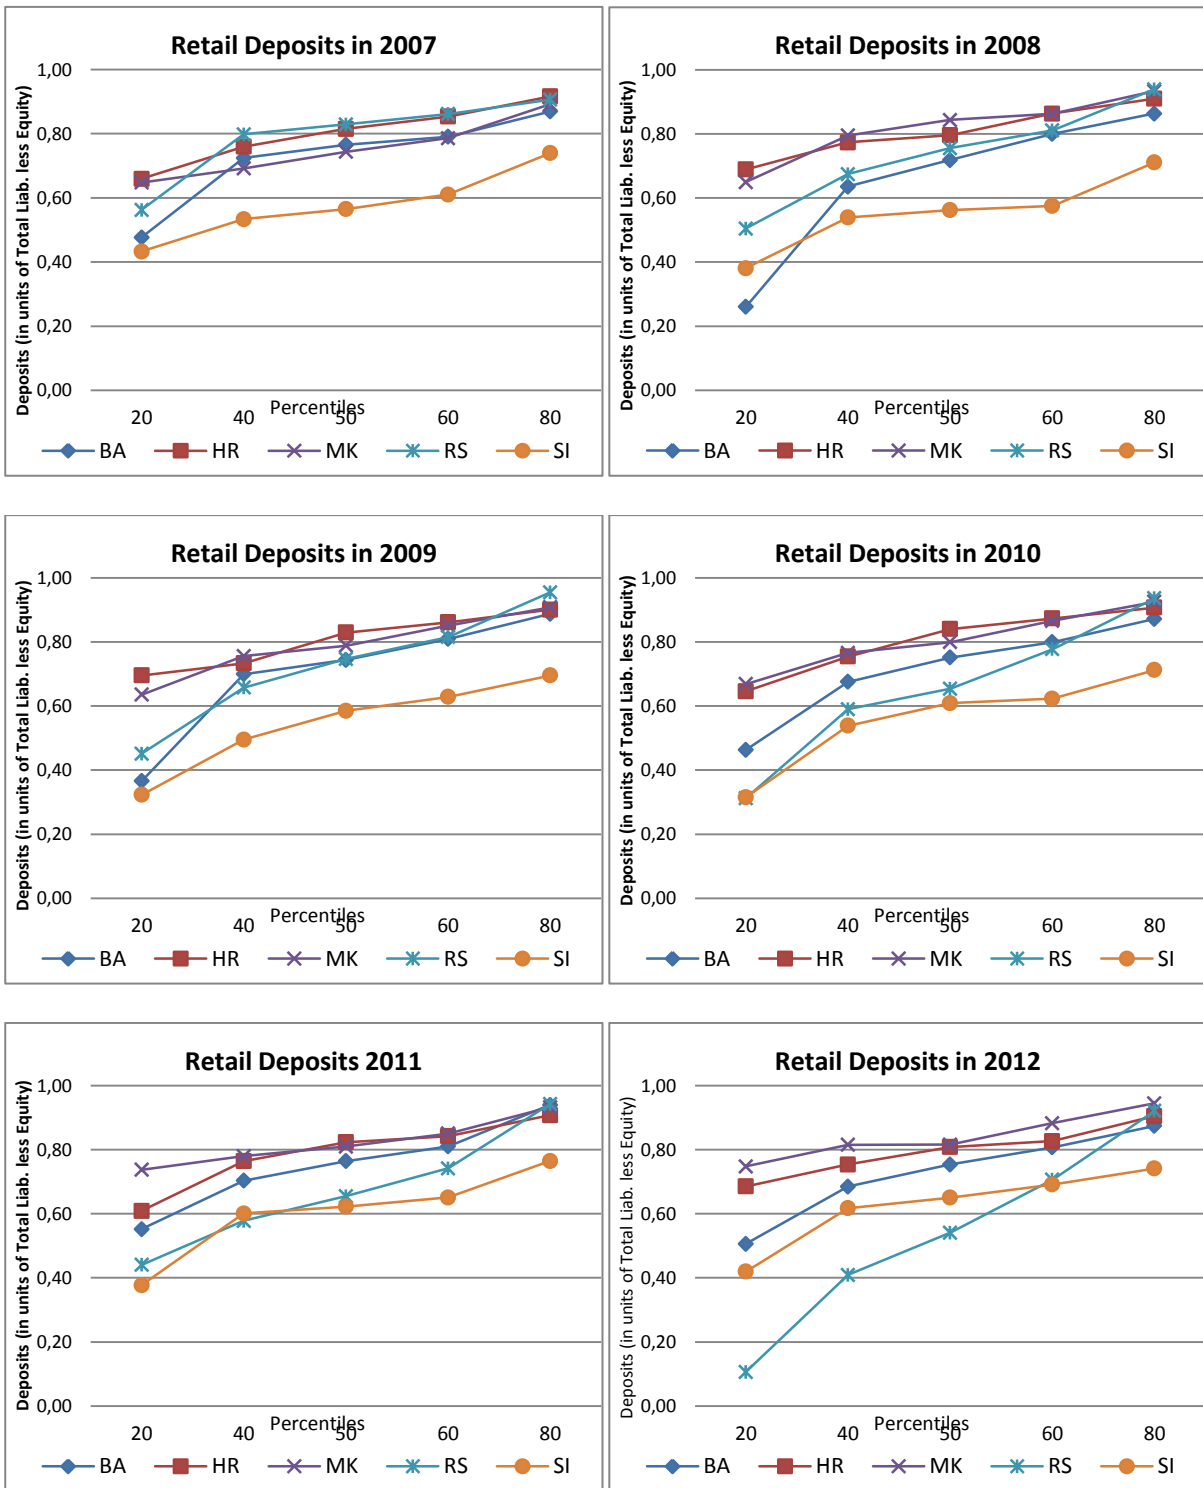 Retail Deposits in 2007
Deposits (in units of Total Liab. less Equity)
1,00
0,80
0,60
0,40
0,20
0,00
20 40 50 60 80
Percentiles
BA HR MK RS SI
Retail Deposits in 2008
Deposits (in units of Total Liab. less Equity)
1,00
0,80
0,60
0,40
0,20
0,00
20 40 50 60 80
Percentiles
BA HR MK RS SI
Retail Deposits in 2009
Deposits (in units of Total Liab. less Equity)
1,00
0,80
0,60
0,40
0,20
0,00
20 40 50 60 80
Percentiles
BA HR MK RS SI
Retail Deposits in 2010
Deposits (in units of Total Liab. less Equity)
1,00
0,80
0,60
0,40
0,20
0,00
20 40 50 60 80
Percentiles
BA HR MK RS SI
Retail Deposits 2011
Deposits (in units of Total Liab. less Equity)
1,00
0,80
0,60
0,40
0,20
0,00
20 40 50 60 80
Percentiles
BA HR MK RS SI
Retail Deposits in 2012
Deposits (in units of Total Liab. less Equity)
1,00
0,80
0,60
0,40
0,20
0,00
20 40 50 60 80
Percentiles
BA HR MK RS SI